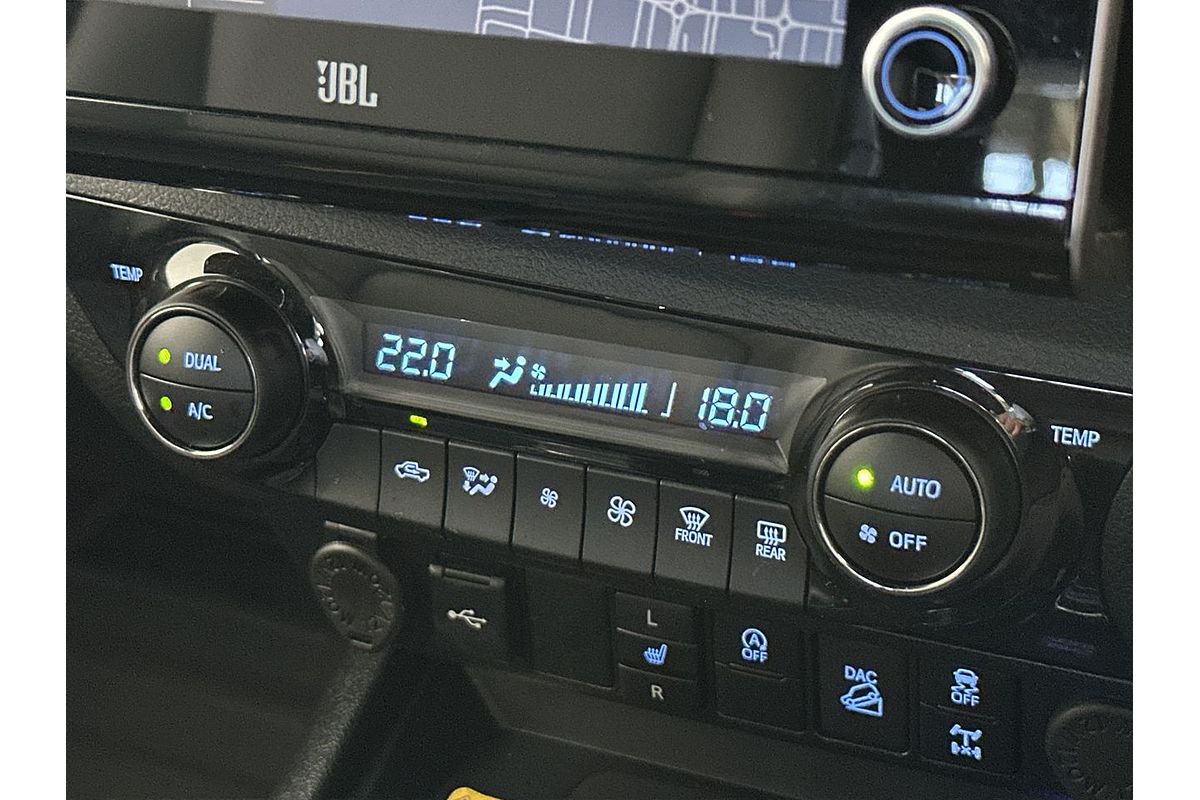 JBL
TEMP
DUAL
A/C
22.0
18.0
TEMP
AUTO
OFF
FRONT
REAR
L
R
A
OFF
DAC
OFF